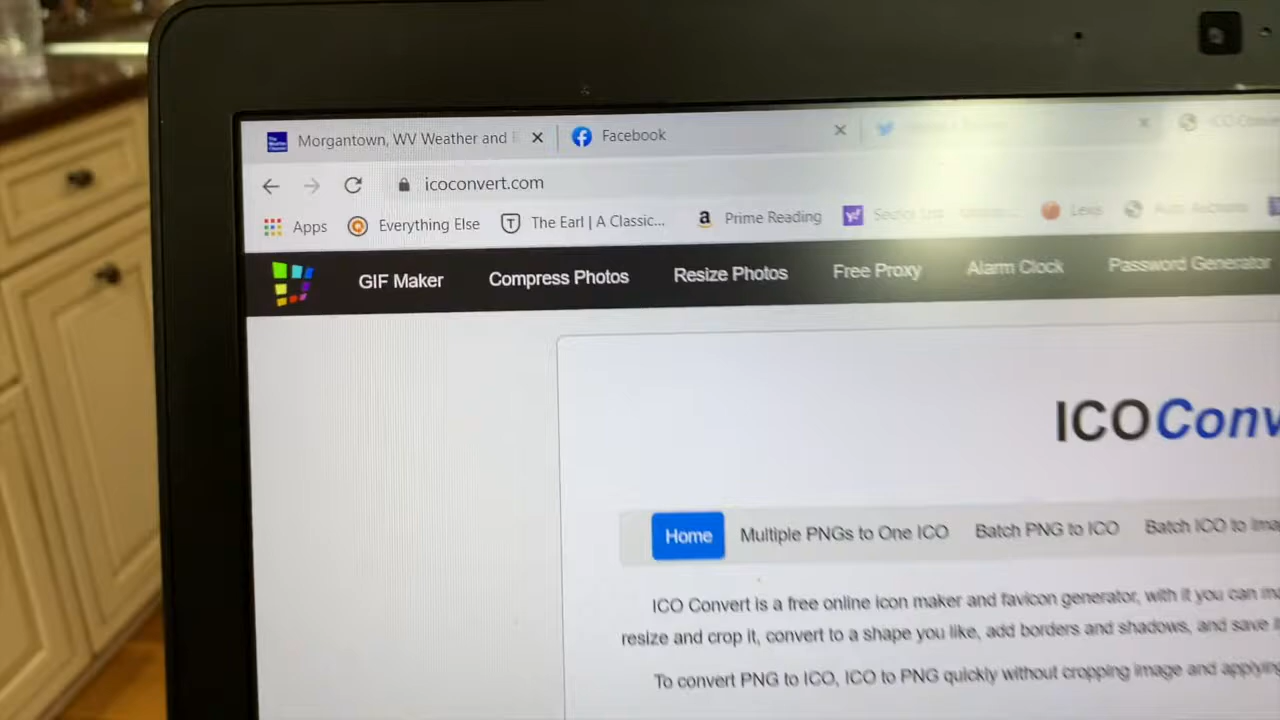 Morgantown, WV Weather and
Facebook
icoconvert.com
Apps
Everything Else
The Earl | A Classic...
Prime Reading
Lexis
GIF Maker
Compress Photos
Resize Photos
Free Proxy
Alarm Clock
Password Generator
ICOConv
Home
Multiple PNGs to One ICO
Batch PNG to ICO
Batch ICO to Ima
ICO Convert is a free online icon maker and favicon generator, with it you can ma
resize and crop it, convert to a shape you like, add borders and shadows, and save it
To convert PNG to ICO, ICO to PNG quickly without cropping image and applying